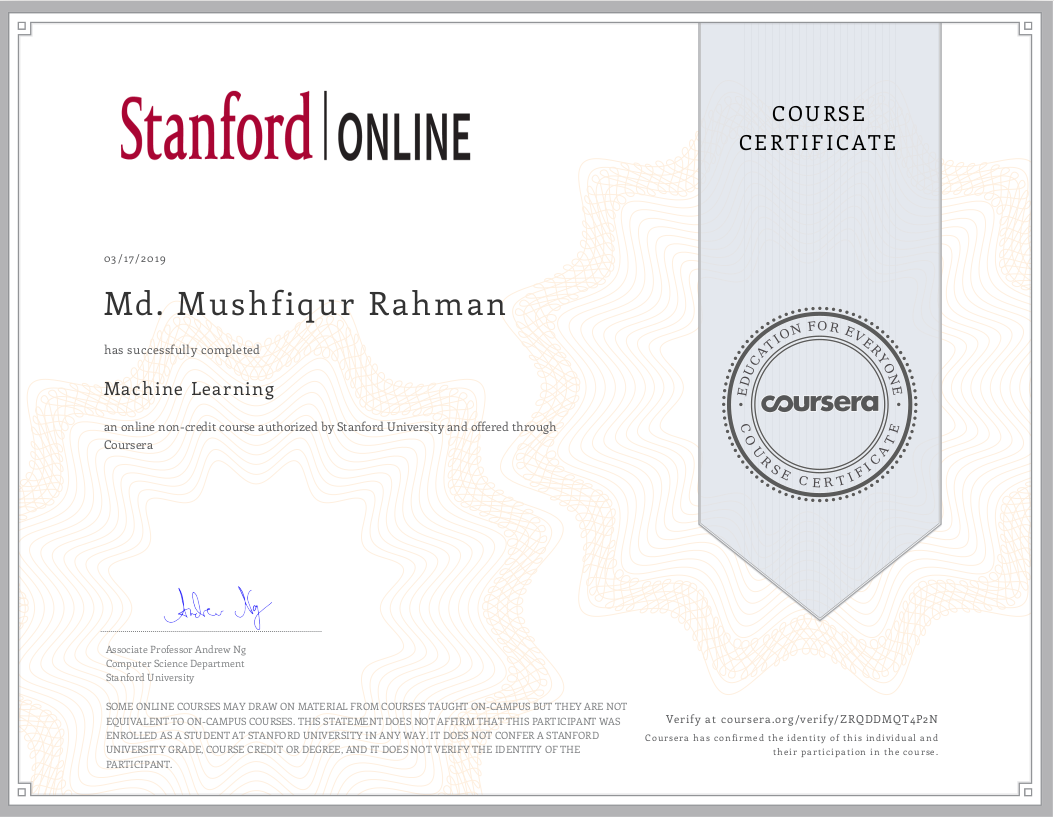 Stanford | ONLINE
COURSE
CERTIFICATE
03/17/2019
Md. Mushfiqur Rahman
has successfully completed
Machine Learning
an online non-credit course authorized by Stanford University and offered through
Coursera
EDUCATION FOR EVERYONE
coursera
COURSE CERTIFICATE
Andrew Ng
Associate Professor Andrew Ng
Computer Science Department
Stanford University
SOME ONLINE COURSES MAY DRAW ON MATERIAL FROM COURSES TAUGHT ON-CAMPUS BUT THEY ARE NOT
EQUIVALENT TO ON-CAMPUS COURSES. THIS STATEMENT DOES NOT AFFIRM THAT THIS PARTICIPANT WAS
ENROLLED AS A STUDENT AT STANFORD UNIVERSITY IN ANY WAY. IT DOES NOT CONFER A STANFORD
UNIVERSITY GRADE, COURSE CREDIT OR DEGREE, AND IT DOES NOT VERIFY THE IDENTITY OF THE
PARTICIPANT.
Verify at coursera.org/verify/ZRQDDMQT4P2N
Coursera has confirmed the identity of this individual and
their participation in the course.